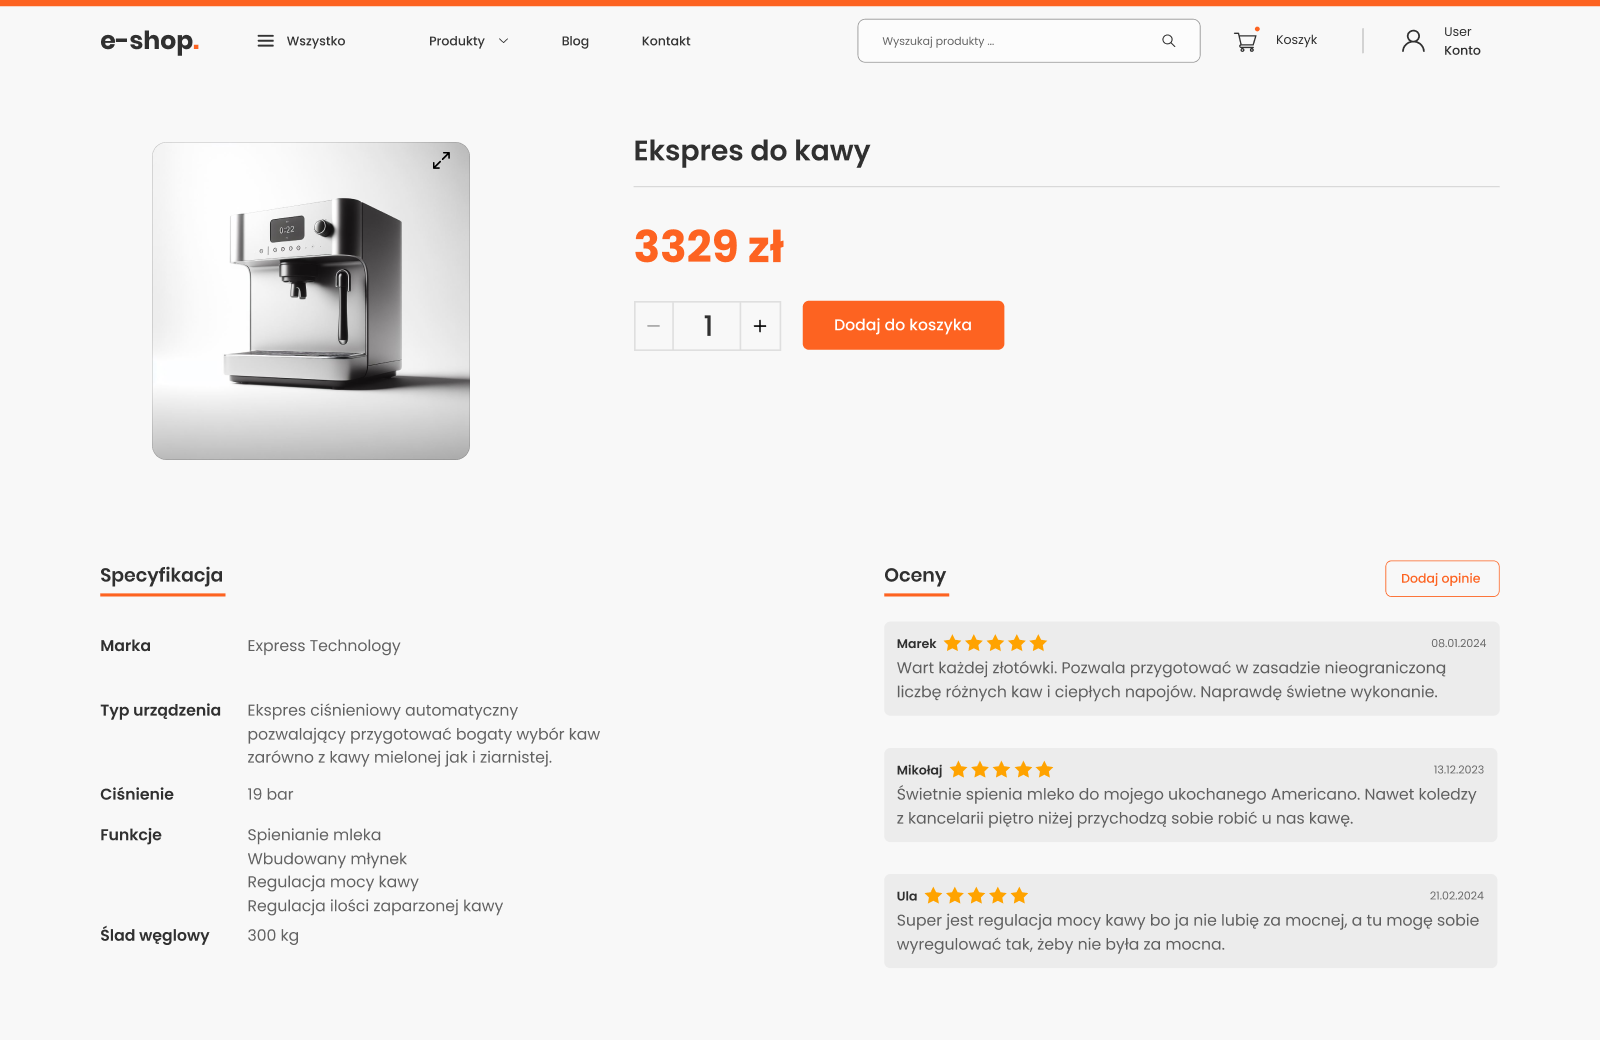 e-shop.
Wszystko
Produkty
Blog
Kontakt
Wyszukaj produkty ...
Koszyk
User
Konto
0:22
Ekspres do kawy
3329 zł
− 1 +
Dodaj do koszyka
Specyfikacja
Marka Express Technology
Typ urządzenia Ekspres ciśnieniowy automatyczny
pozwalający przygotować bogaty wybór kaw
zarówno z kawy mielonej jak i ziarnistej.
Ciśnienie 19 bar
Funkcje Spienianie mleka
Wbudowany młynek
Regulacja mocy kawy
Regulacja ilości zaparzonej kawy
Ślad węglowy 300 kg
Oceny
Dodaj opinie
Marek 08.01.2024
Wart każdej złotówki. Pozwala przygotować w zasadzie nieograniczoną
liczbę różnych kaw i ciepłych napojów. Naprawdę świetne wykonanie.
Mikołaj 13.12.2023
Świetnie spienia mleko do mojego ukochanego Americano. Nawet koledzy
z kancelarii piętro niżej przychodzą sobie robić u nas kawę.
Ula 21.02.2024
Super jest regulacja mocy kawy bo ja nie lubię za mocnej, a tu mogę sobie
wyregulować tak, żeby nie była za mocna.